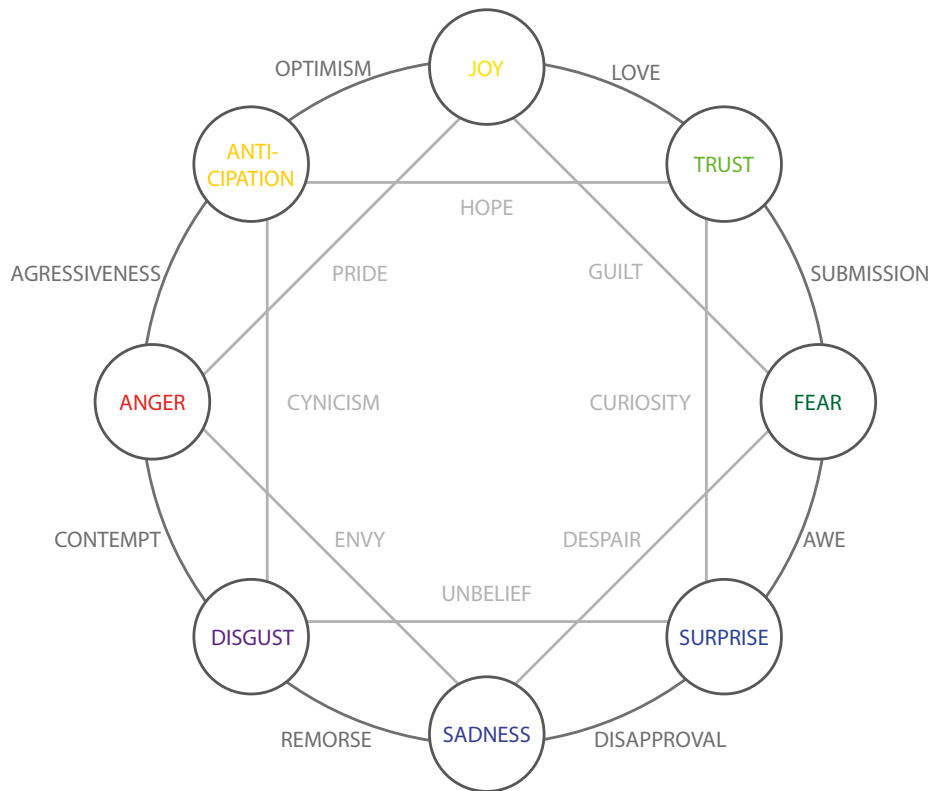 OPTIMISM
JOY
LOVE
ANTI-
CIPATION
TRUST
HOPE
AGRESSIVENESS
PRIDE
GUILT
SUBMISSION
ANGER
CYNICISM
CURIOSITY
FEAR
CONTEMPT
ENVY
DESPAIR
AWE
UNBELIEF
DISGUST
SURPRISE
REMORSE
SADNESS
DISAPPROVAL